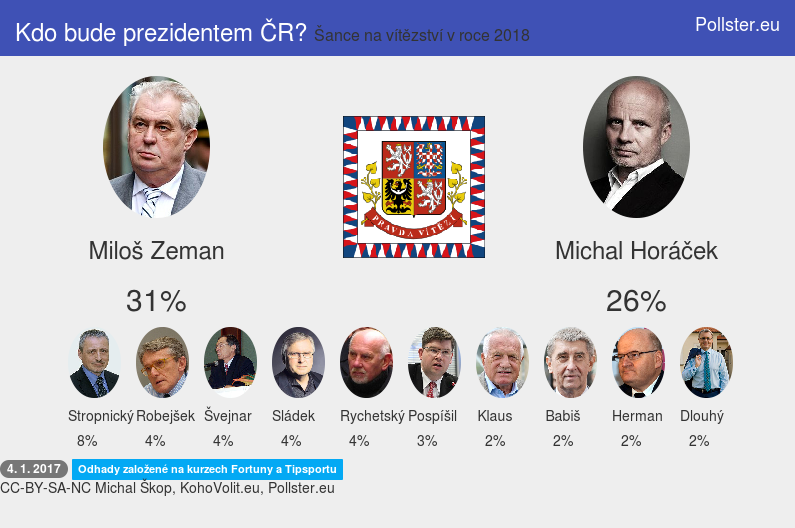 Kdo bude prezidentem ČR? Šance na vítězství v roce 2018
Pollster.eu
PRAVDA VÍTĚZÍ
Miloš Zeman
Michal Horáček
31%
26%
Stropnický Robejšek Švejnar Sládek Rychetský Pospíšil Klaus Babiš Herman Dlouhý
8% 4% 4% 4% 4% 3% 2% 2% 2% 2%
4. 1. 2017 Odhady založené na kurzech Fortuny a Tipsportu
CC-BY-SA-NC Michal Škop, KohoVolit.eu, Pollster.eu